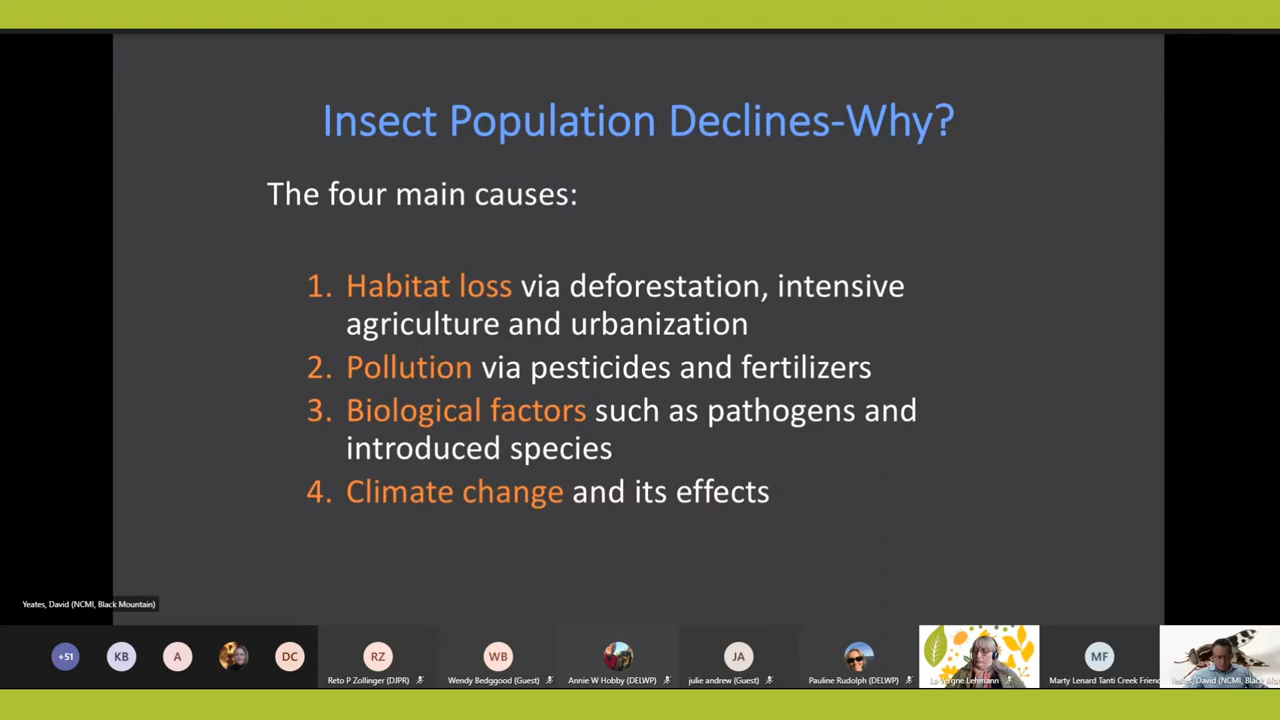 Insect Population Declines-Why?
The four main causes:
1. Habitat loss via deforestation, intensive
agriculture and urbanization
2. Pollution via pesticides and fertilizers
3. Biological factors such as pathogens and
introduced species
4. Climate change and its effects
Yeates, David (NCMI, Black Mountain)
+51
KB
A
DC
RZ
WB
JA
MF
Reto P Zollinger (DJPR)
Wendy Bedggood (Guest)
Annie W Hobby (DELWP)
julie andrew (Guest)
Pauline Rudolph (DELWP)
La Vergne Lehmann
Marty Lenard Tanti Creek Friend
Yeates, David (NCMI, Black Mo